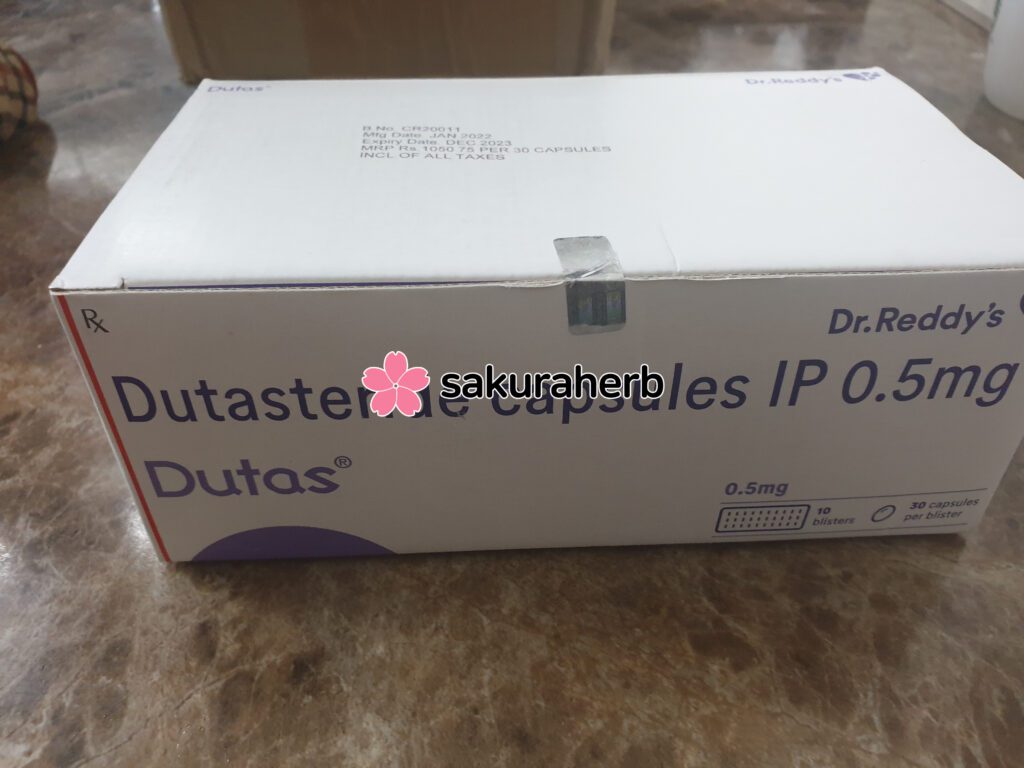 Dutas
Dr.Reddy's
B.No. CR20011
Mfg Date. JAN.2022
Expiry Date. DEC.2023
MRP Rs 1050.75 PER 30 CAPSULES
INCL OF ALL TAXES
Rx
Dr.Reddy's
sakuraherb
capsules IP 0.5mg
Dutas®
0.5mg
10
blisters
30 capsules
per blister